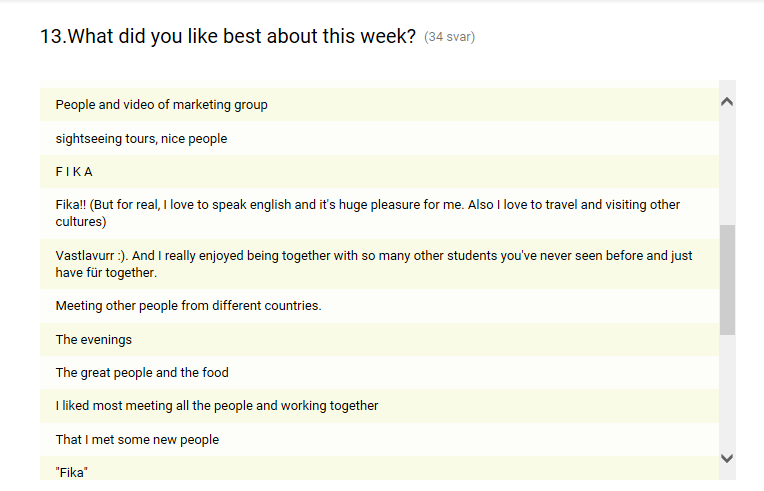 13.What did you like best about this week? (34 svar)
People and video of marketing group
sightseeing tours, nice people
F I K A
Fika!! (But for real, I love to speak english and it's huge pleasure for me. Also I love to travel and visiting other
cultures)
Vastlavurr :). And I really enjoyed being together with so many other students you've never seen before and just
have für together.
Meeting other people from different countries.
The evenings
The great people and the food
I liked most meeting all the people and working together
That I met some new people
"Fika"